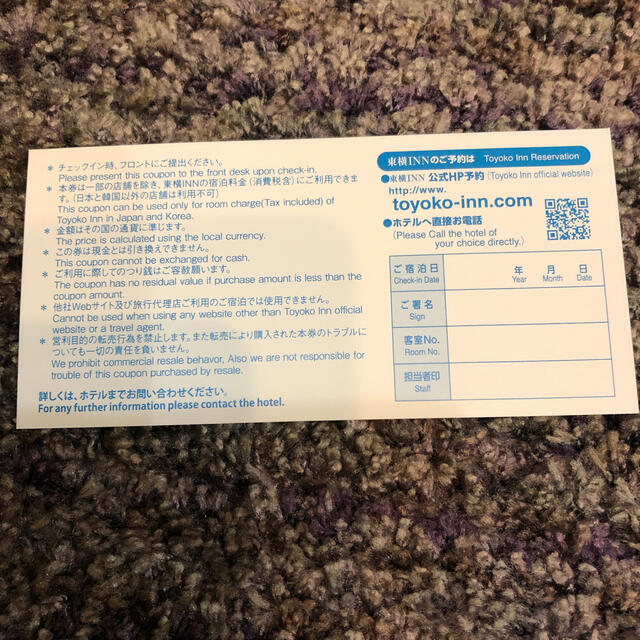 * チェックイン時、フロントにご提出ください。
Please present this coupon to the front desk upon check-in.
* 本券は一部の店舗を除き、東横INNの宿泊料金(消費税含)にご利用できま
す。(日本と韓国以外の店舗は利用不可)
This coupon can be used only for room charge(Tax included) of
Toyoko Inn in Japan and Korea.
* 金額はその国の通貨に準じます。
The price is calculated using the local currency.
* この券は現金とは引き換えできません。
This coupon cannot be exchanged for cash.
* ご利用に際してのつり銭はご容赦願います。
The coupon has no residual value if purchase amount is less than the
coupon amount.
* 他社Webサイト及び旅行代理店ご利用のご宿泊では使用できません。
Cannot be used when using any website other than Toyoko Inn official
website or a travel agent.
* 営利目的の転売行為を禁止します。また転売により購入された本券のトラブルに
ついても一切の責任を負いません。
We prohibit commercial resale behavor, Also we are not responsible for
trouble of this coupon purchased by resale.
詳しくは、ホテルまでお問い合わせください。
For any further information please contact the hotel.
東横INNのご予約は Toyoko Inn Reservation
●東横INN 公式HP予約 (Toyoko Inn official website)
http://www.
toyoko-inn.com
●ホテルへ直接お電話
(Please Call the hotel of
your choice directly.)
ご宿泊日 年 月 日
Check-in Date Year Month Date
ご署名
Sign
客室No.
Room No.
担当者印
Staff